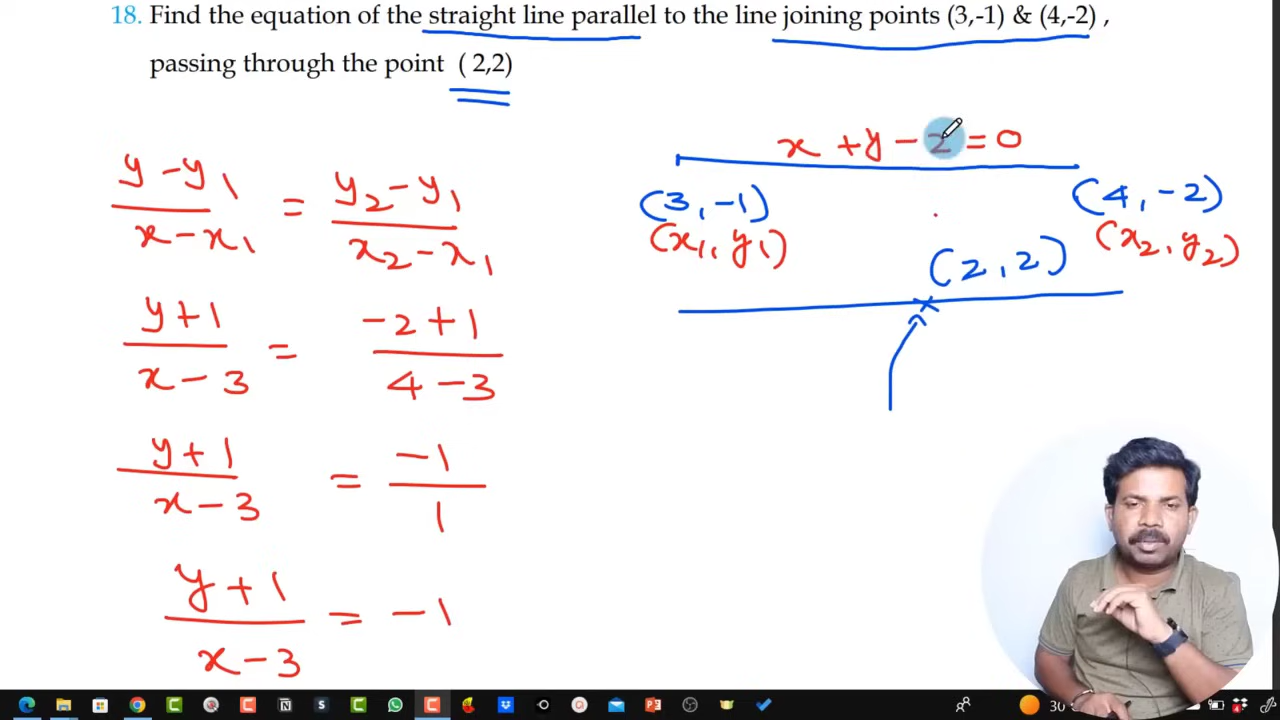 18. Find the equation of the straight line parallel to the line joining points (3,-1) & (4,-2) ,
passing through the point ( 2,2)
x + y - 2 = 0
(3, -1) (4, -2)
(x₁, y₁) (x₂, y₂)
(2, 2)
y - y₁ / x - x₁ = y₂ - y₁ / x₂ - x₁
y + 1 / x - 3 = -2 + 1 / 4 - 3
y + 1 / x - 3 = -1 / 1
y + 1 / x - 3 = -1
30